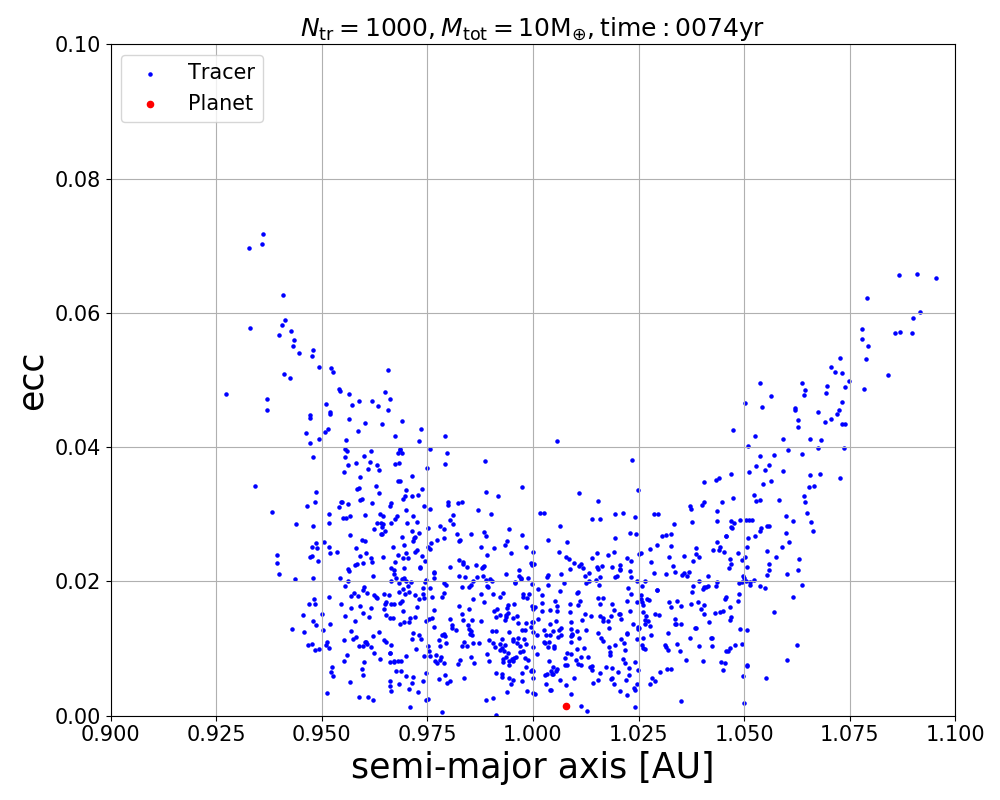 N_tr = 1000, M_tot = 10M_⊕, time : 0074yr
Tracer
Planet
0.10
0.08
0.06
0.04
0.02
0.00
ecc
0.900 0.925 0.950 0.975 1.000 1.025 1.050 1.075 1.100
semi-major axis [AU]